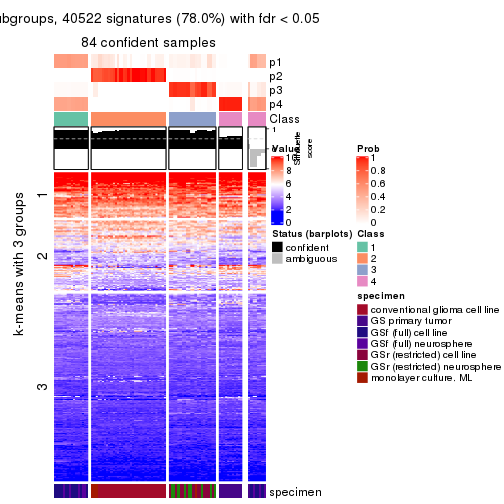 ubgroups, 40522 signatures (78.0%) with fdr < 0.05
84 confident samples
p1
p2
p3
p4
Class
1
0
Silhouette
score
k-means with 3 groups
1
2
3
Value
10
8
6
4
2
0
Prob
1
0.8
0.6
0.4
0.2
0
Status (barplots)
confident
ambiguous
Class
1
2
3
4
specimen
conventional glioma cell line
GS primary tumor
GSf (full) cell line
GSf (full) neurosphere
GSr (restricted) cell line
GSr (restricted) neurosphere
monolayer culture. ML
specimen